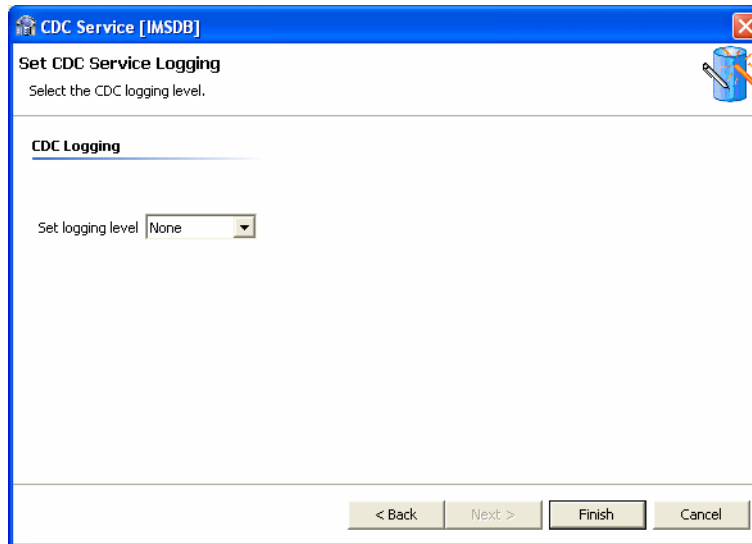 CDC Service [IMSDB]
Set CDC Service Logging
Select the CDC logging level.
CDC Logging
Set logging level None
< Back Next > Finish Cancel